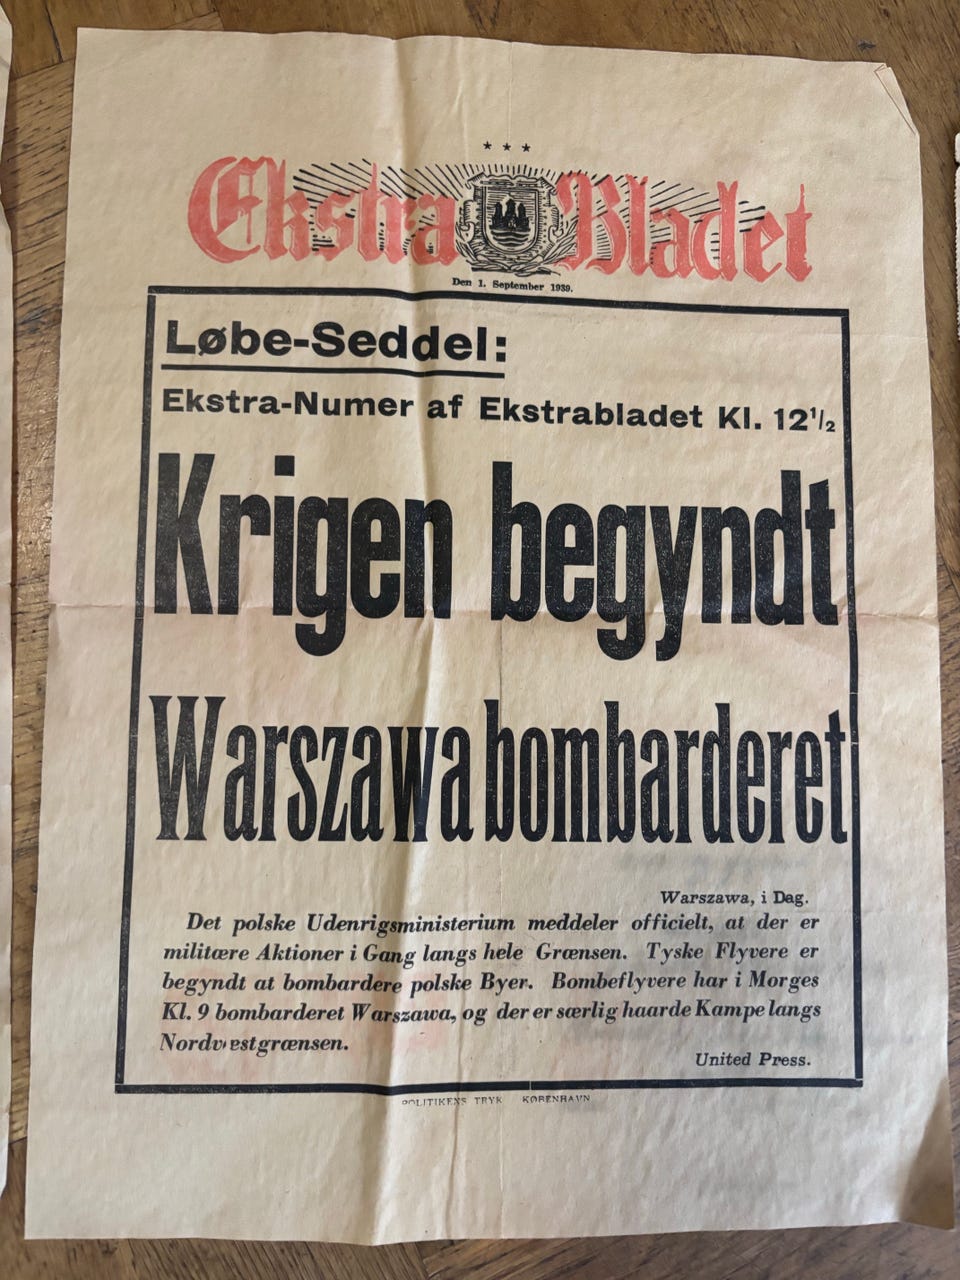 ★ ★ ★
Ekstra Bladet
Den 1. September 1939.
Løbe-Seddel:
Ekstra-Numer af Ekstrabladet Kl. 12½
Krigen begyndt
Warszawa bombarderet
Warszawa, i Dag.
Det polske Udenrigsministerium meddeler officielt, at der er
militære Aktioner i Gang langs hele Grænsen. Tyske Flyvere er
begyndt at bombardere polske Byer. Bombeflyvere har i Morges
Kl. 9 bombarderet Warszawa, og der er særlig haarde Kampe langs
Nordvestgrænsen.
United Press.
POLITIKENS TRYK KØBENHAVN